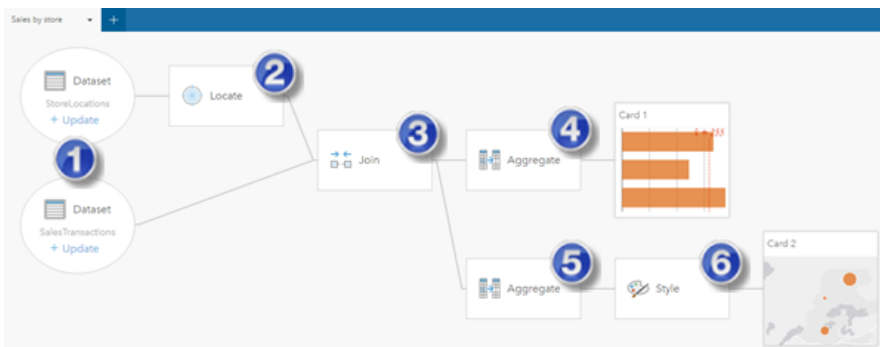 Sales by store
+
Dataset
StoreLocations
+ Update
1
Dataset
SalesTransactions
+ Update
2
Locate
3
Join
4
Aggregate
Card 1
x̄ = 255
5
Aggregate
6
Style
Card 2